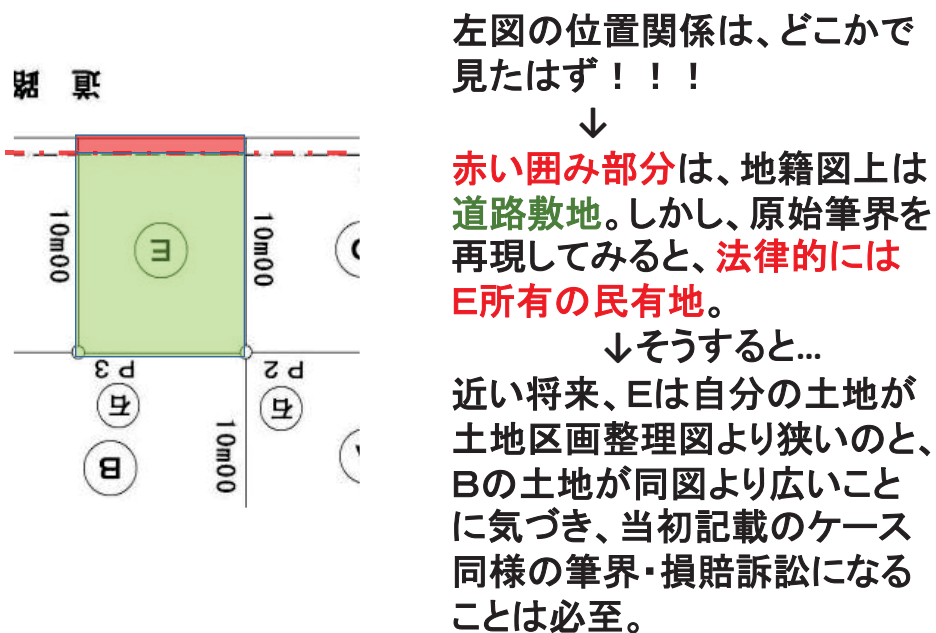 左図の位置関係は、どこかで
見たはず！！！
↓
赤い囲み部分は、地籍図上は
道路敷地。しかし、原始筆界を
再現してみると、法律的には
E所有の民有地。
↓そうすると…
近い将来、Eは自分の土地が
土地区画整理図より狭いのと、
Bの土地が同図より広いこと
に気づき、当初記載のケース
同様の筆界・損賠訴訟になる
ことは必至。
道 路
10m00
E
10m00
P3
P2
石
石
10m00
B